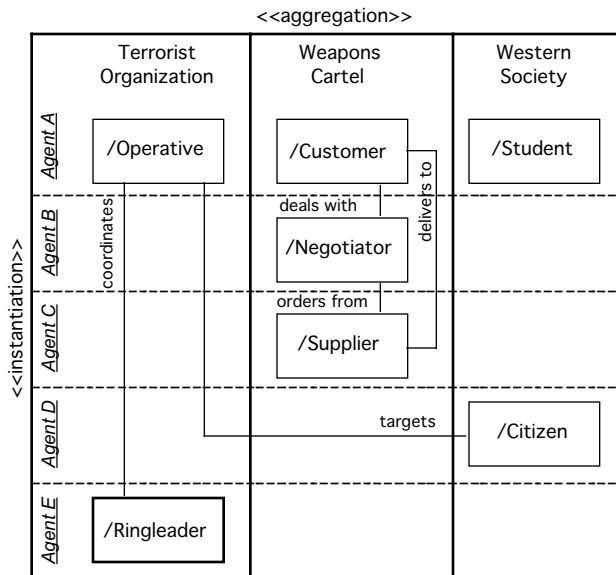 <<aggregation>>
Terrorist
Organization
Weapons
Cartel
Western
Society
<<instantiation>>
Agent A
/Operative
/Customer
/Student
coordinates
deals with
delivers to
Agent B
/Negotiator
orders from
Agent C
/Supplier
Agent D
targets
/Citizen
Agent E
/Ringleader